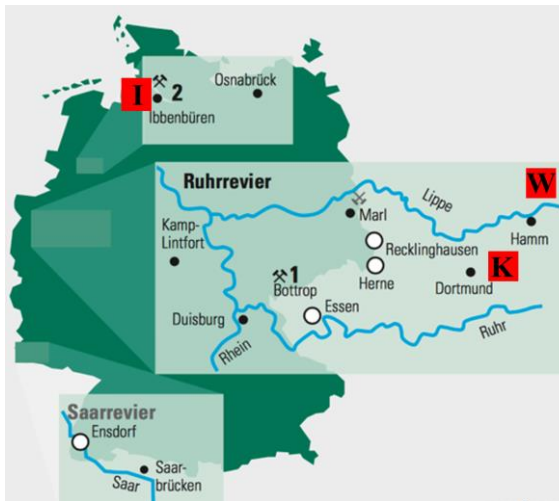 I
2
Osnabrück
Ibbenbüren
Ruhrrevier
W
Lippe
Marl
Kamp-
Lintfort
Hamm
Recklinghausen
K
1
Bottrop
Herne
Dortmund
Essen
Duisburg
Rhein
Ruhr
Saarrevier
Ensdorf
Saar-
brücken
Saar